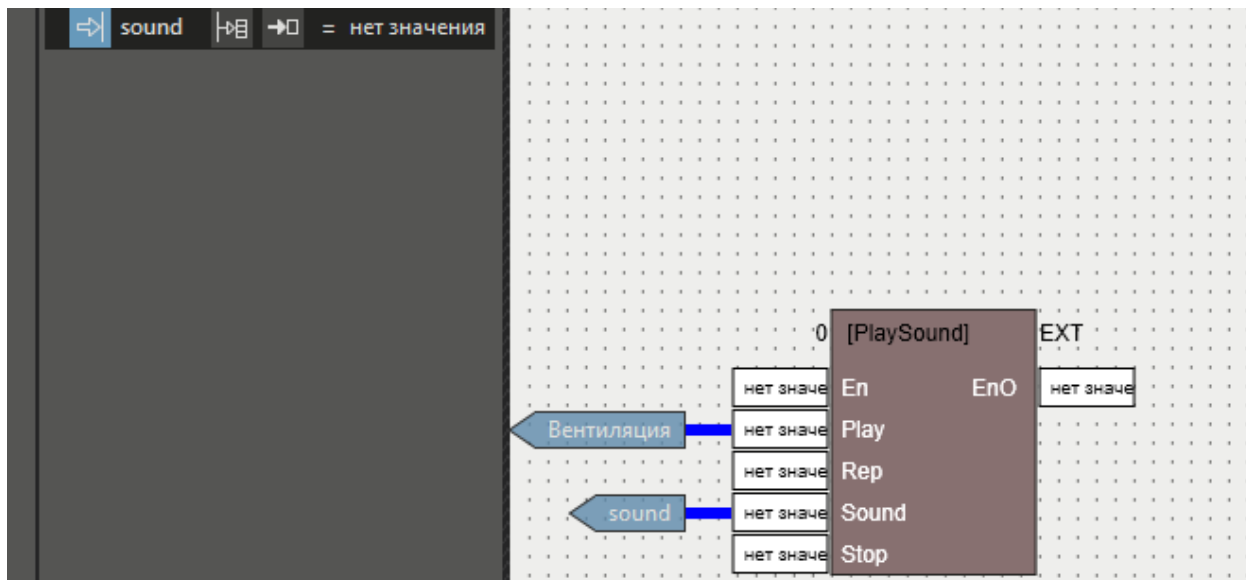 sound = нет значения
0 [PlaySound] EXT
нет значе En EnO нет значе
Вентиляция нет значе Play
нет значе Rep
sound нет значе Sound
нет значе Stop